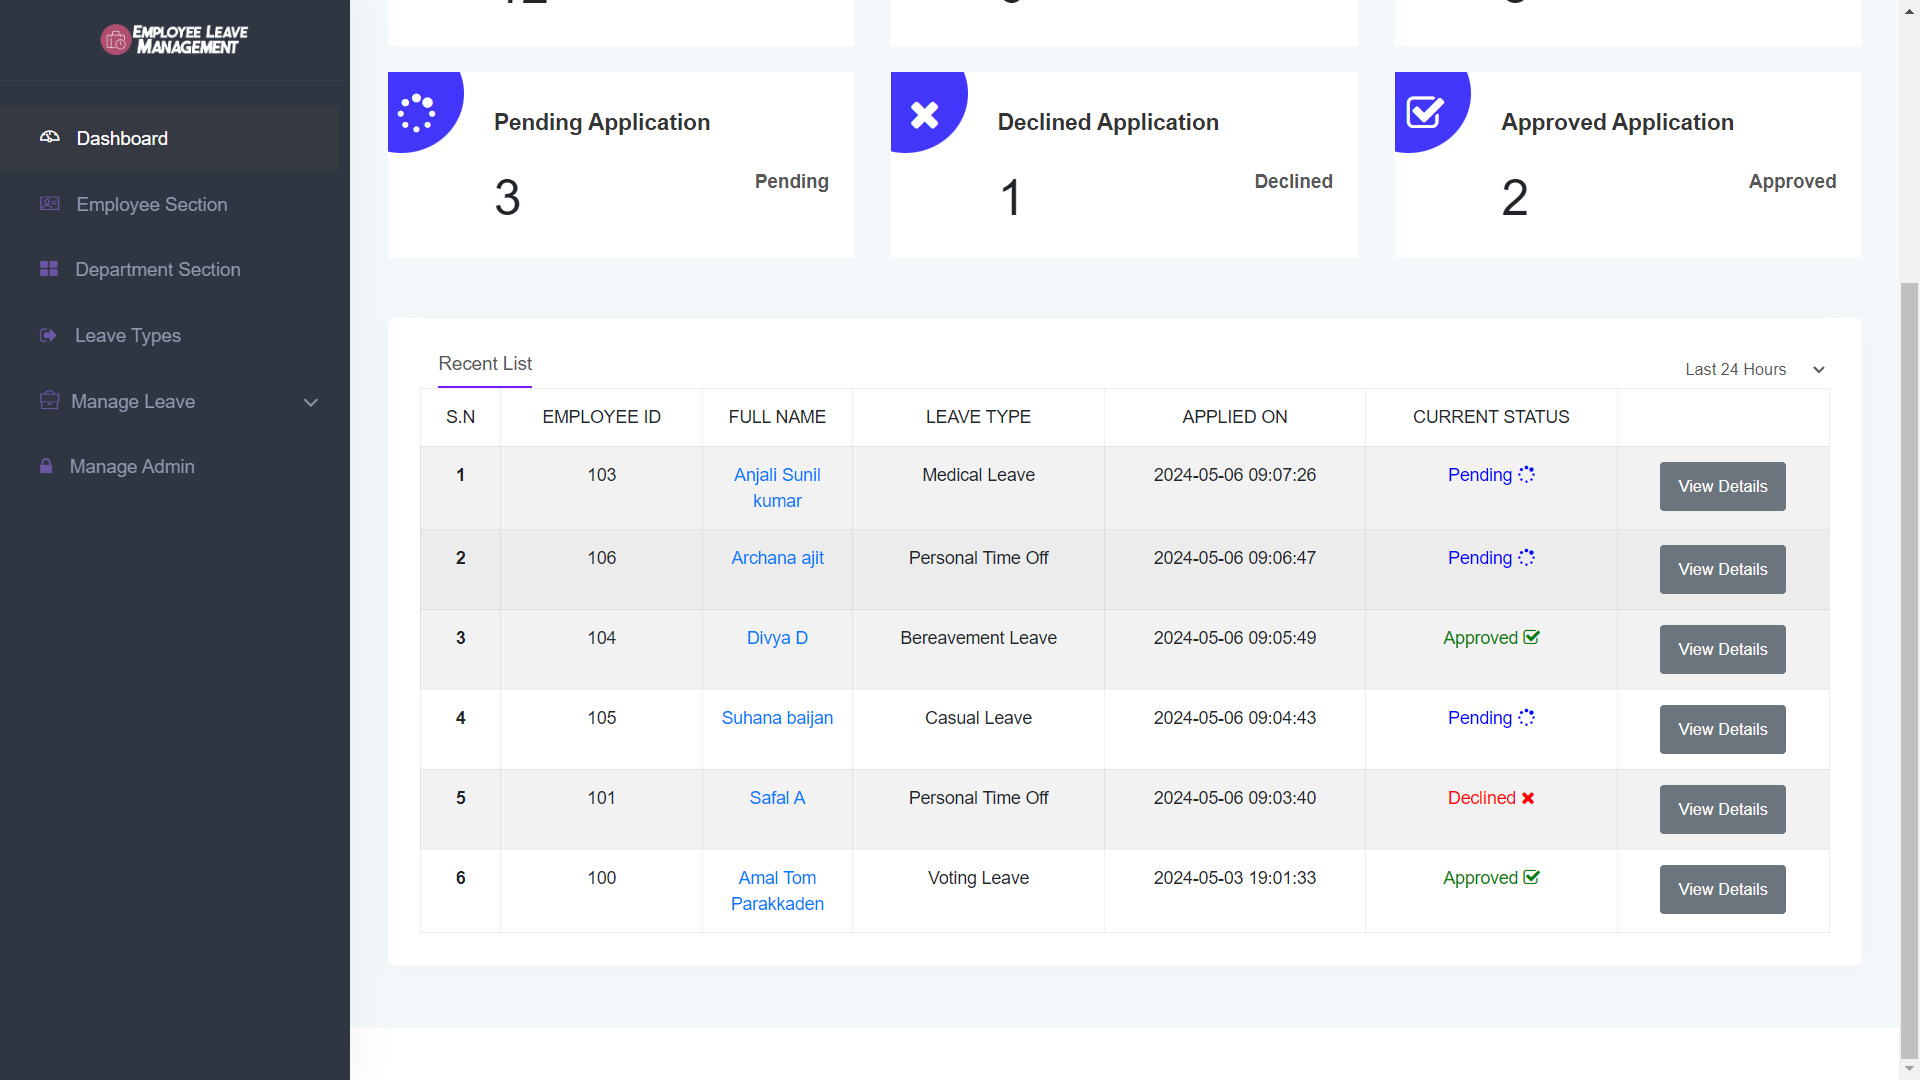 EMPLOYEE LEAVE
MANAGEMENT
Dashboard
Employee Section
Department Section
Leave Types
Manage Leave
Manage Admin
Pending Application
3
Pending
Declined Application
1
Declined
Approved Application
2
Approved
Recent List
Last 24 Hours
S.N EMPLOYEE ID FULL NAME LEAVE TYPE APPLIED ON CURRENT STATUS
1 103 Anjali Sunil kumar Medical Leave 2024-05-06 09:07:26 Pending View Details
2 106 Archana ajit Personal Time Off 2024-05-06 09:06:47 Pending View Details
3 104 Divya D Bereavement Leave 2024-05-06 09:05:49 Approved View Details
4 105 Suhana baijan Casual Leave 2024-05-06 09:04:43 Pending View Details
5 101 Safal A Personal Time Off 2024-05-06 09:03:40 Declined View Details
6 100 Amal Tom Parakkaden Voting Leave 2024-05-03 19:01:33 Approved View Details